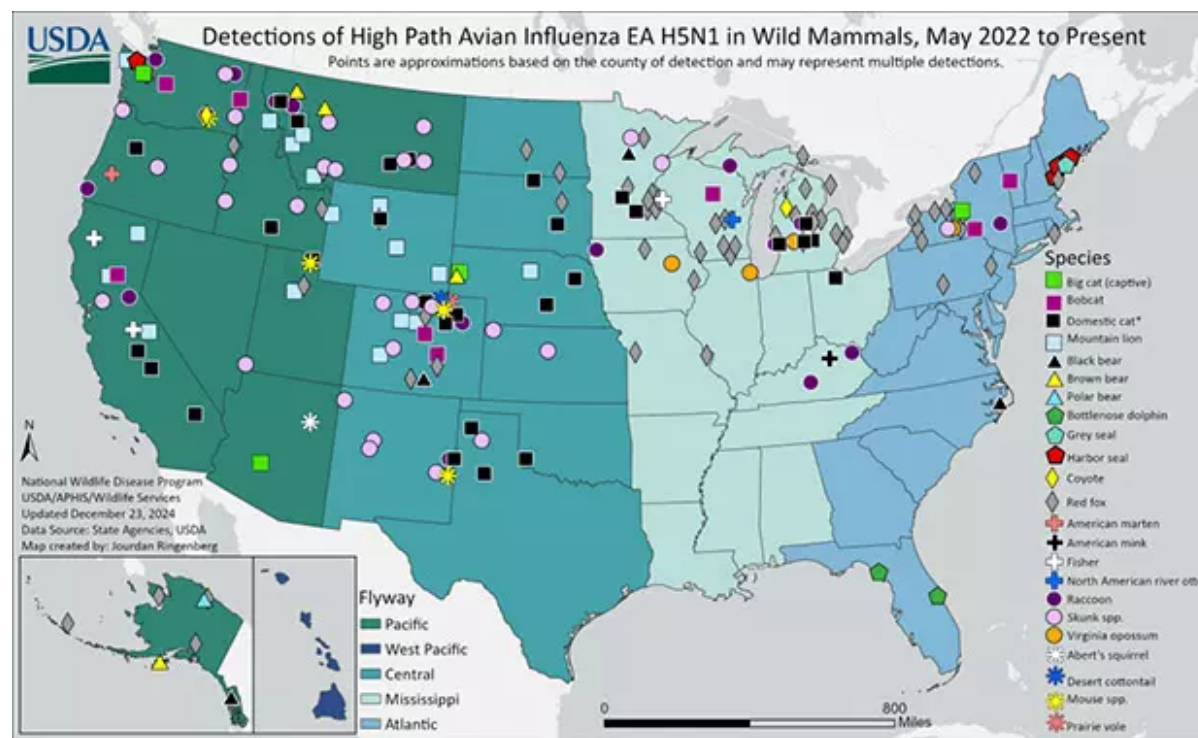 USDA
Detections of High Path Avian Influenza EA H5N1 in Wild Mammals, May 2022 to Present
Points are approximations based on the county of detection and may represent multiple detections.
Species
Big cat (captive)
Bobcat
Domestic cat*
Mountain lion
Black bear
Brown bear
Polar bear
Bottlenose dolphin
Grey seal
Harbor seal
Coyote
Red fox
American marten
American mink
Fisher
North American river ott
Raccoon
Skunk spp.
Virginia opossum
Abert's squirrel
Desert cottontail
Mouse spp.
Prairie vole
N
National Wildlife Disease Program
USDA/APHIS/Wildlife Services
Updated December 23, 2024
Data Source: State Agencies, USDA
Map created by: Jourdan Ringenberg
Flyway
Pacific
West Pacific
Central
Mississippi
Atlantic
0 800
Miles